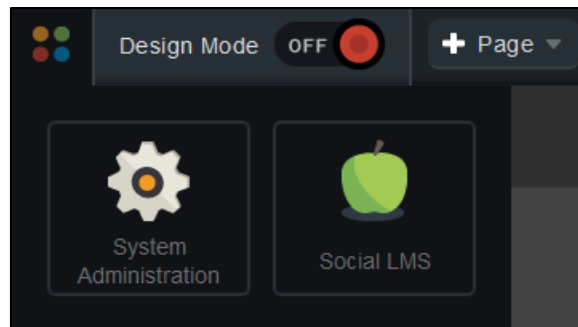 Design Mode OFF + Page
System
Administration
Social LMS